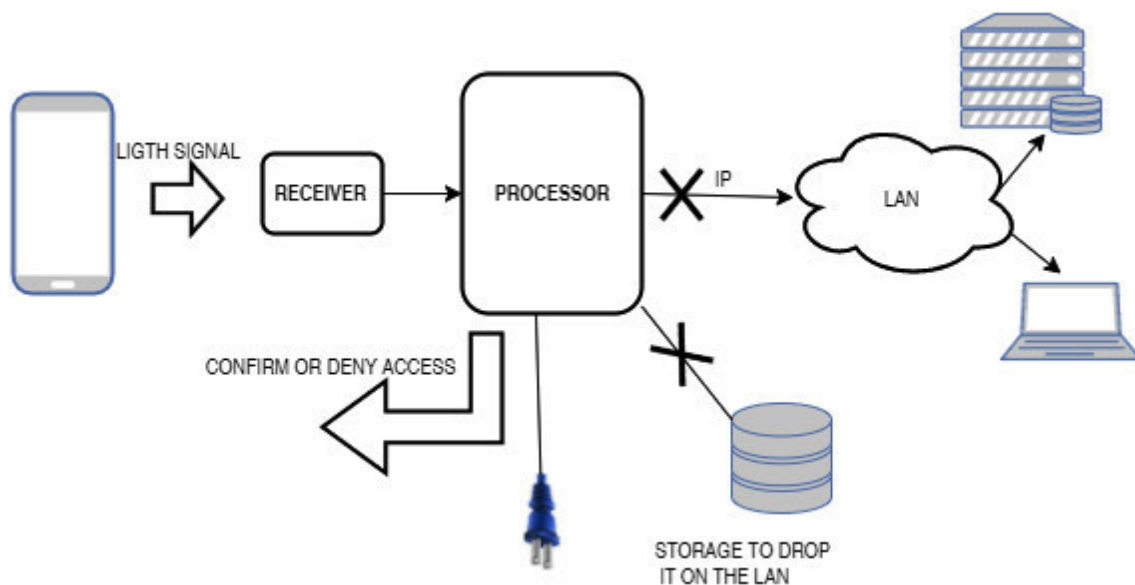 LIGTH SIGNAL
RECEIVER
PROCESSOR
IP
LAN
CONFIRM OR DENY ACCESS
STORAGE TO DROP
IT ON THE LAN